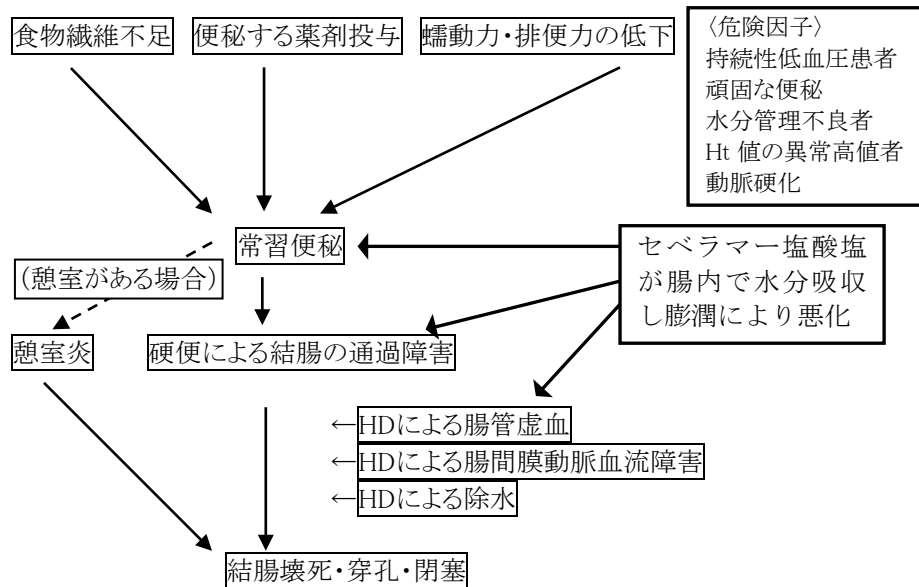 食物繊維不足
便秘する薬剤投与
蠕動力・排便力の低下
〈危険因子〉
持続性低血圧患者
頑固な便秘
水分管理不良者
Ht 値の異常高値者
動脈硬化
常習便秘
セベラマー塩酸塩
が腸内で水分吸収
し膨潤により悪化
（憩室がある場合）
憩室炎
硬便による結腸の通過障害
←HDによる腸管虚血
←HDによる腸間膜動脈血流障害
←HDによる除水
結腸壊死・穿孔・閉塞